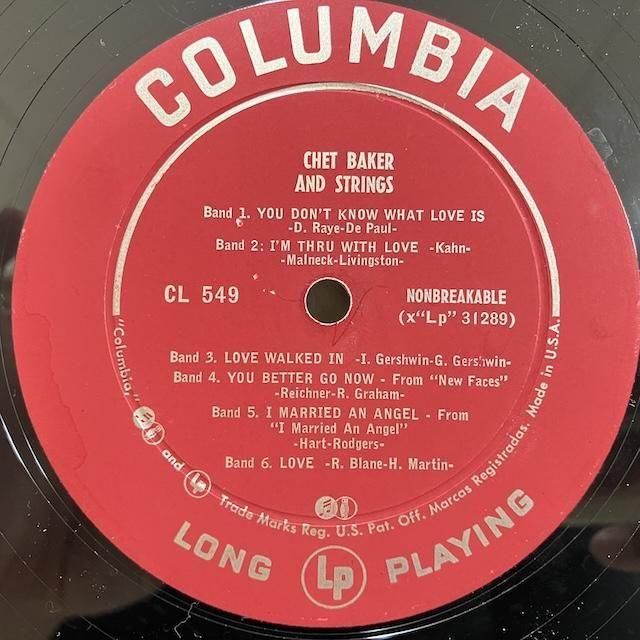 COLUMBIA
CHET BAKER
AND STRINGS
Band 1. YOU DON'T KNOW WHAT LOVE IS
-D. Raye-De Paul-
Band 2: I'M THRU WITH LOVE -Kahn-
-Malneck-Livingston-
CL 549
NONBREAKABLE
(x"Lp" 31289)
Band 3. LOVE WALKED IN -I. Gershwin-G. Gershwin-
Band 4. YOU BETTER GO NOW - From "New Faces"
-Reichner-R. Graham-
Band 5. I MARRIED AN ANGEL - From
"I Married An Angel"
-Hart-Rodgers-
Band 6. LOVE -R. Blane-H. Martin-
"Columbia," and Lp Trade Marks Reg. U.S. Pat. Off. Marcas Registradas. Made in U.S.A.
LONG Lp PLAYING